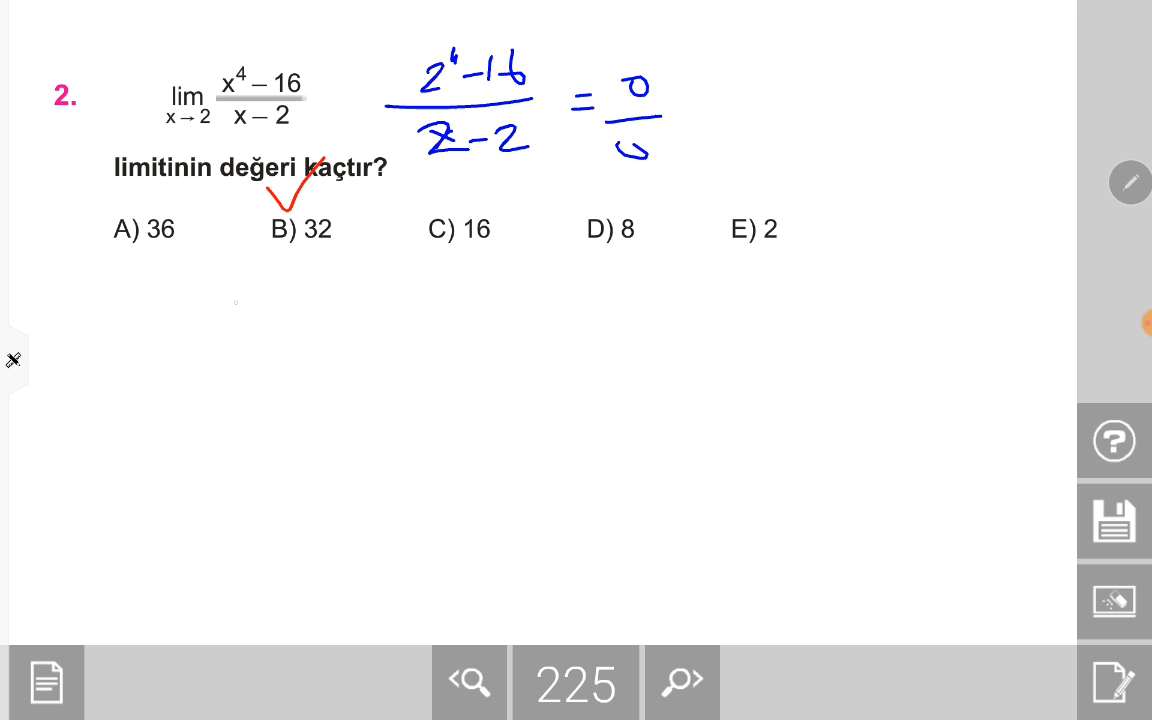 2. lim x→2 x⁴ – 16 / x – 2
2⁴ – 16 / 2 – 2 = 0 / 0
limitinin değeri kaçtır?
A) 36 B) 32 C) 16 D) 8 E) 2
225